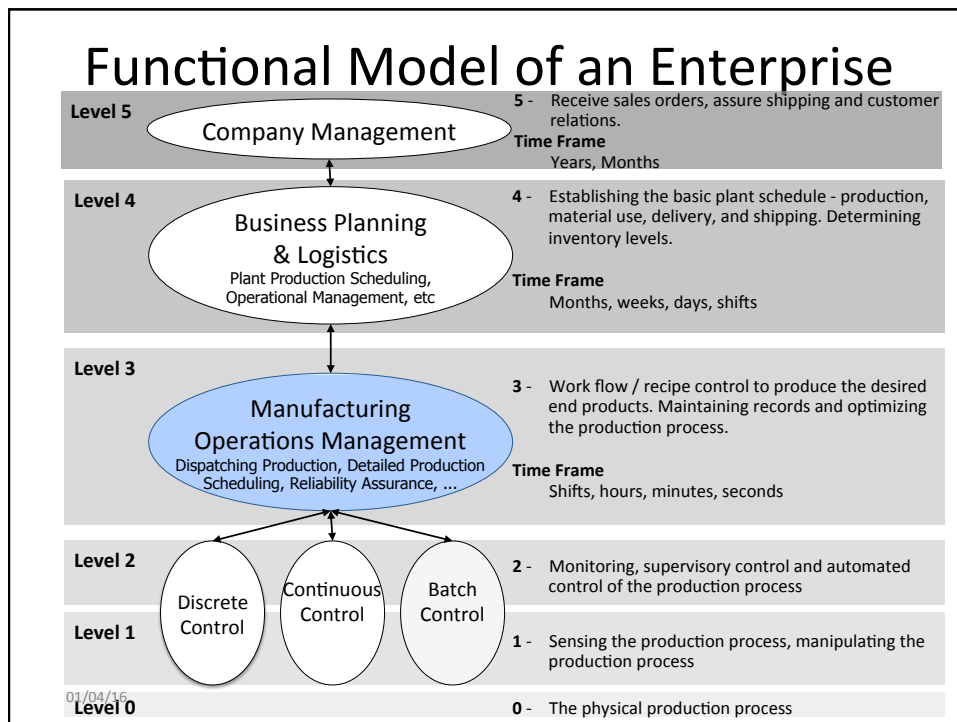 Functional Model of an Enterprise
Level 5
Company Management
5 - Receive sales orders, assure shipping and customer
relations.
Time Frame
Years, Months
Level 4
Business Planning
& Logistics
Plant Production Scheduling,
Operational Management, etc
4 - Establishing the basic plant schedule - production,
material use, delivery, and shipping. Determining
inventory levels.
Time Frame
Months, weeks, days, shifts
Level 3
Manufacturing
Operations Management
Dispatching Production, Detailed Production
Scheduling, Reliability Assurance, ...
3 - Work flow / recipe control to produce the desired
end products. Maintaining records and optimizing
the production process.
Time Frame
Shifts, hours, minutes, seconds
Level 2
Discrete
Control
Continuous
Control
Batch
Control
2 - Monitoring, supervisory control and automated
control of the production process
Level 1
1 - Sensing the production process, manipulating the
production process
01/04/16
Level 0
0 - The physical production process